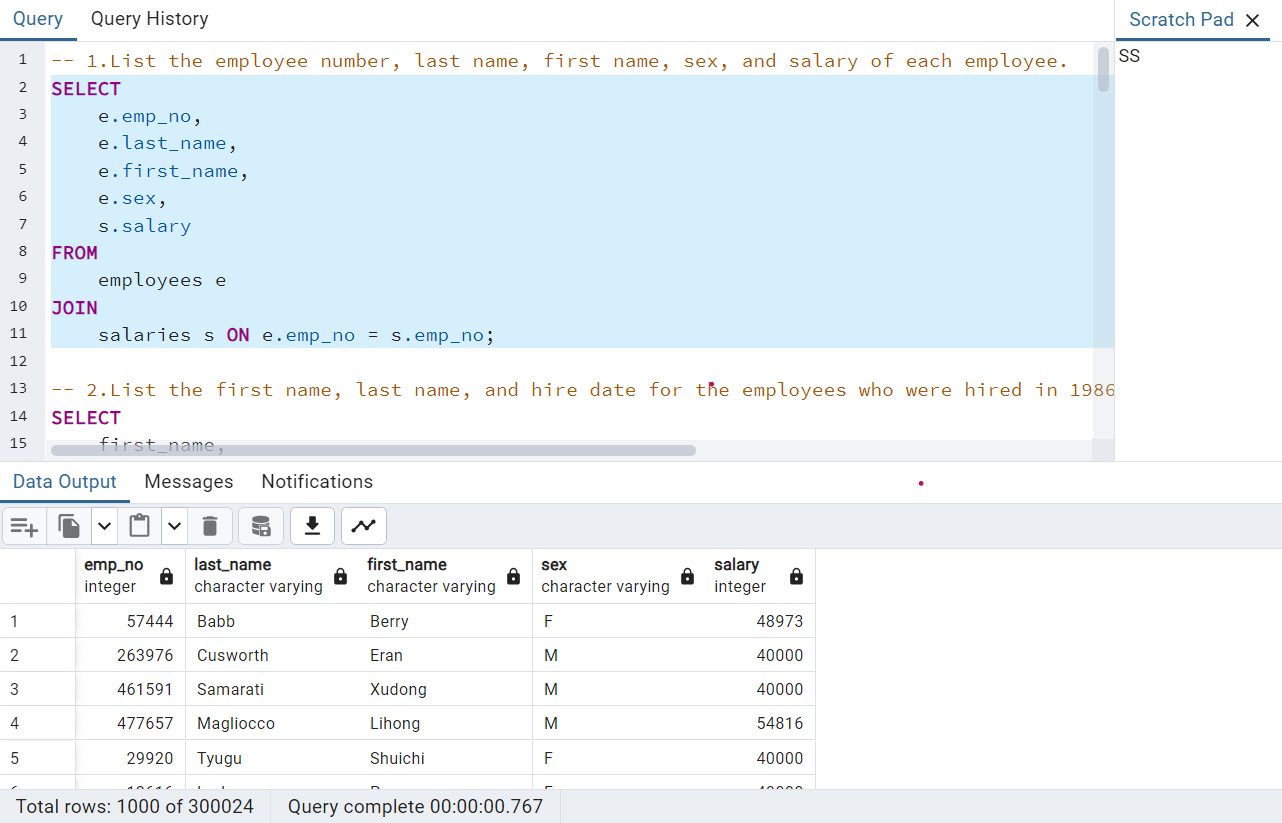 Query Query History Scratch Pad
SS
1 -- 1.List the employee number, last name, first name, sex, and salary of each employee.
2 SELECT
3 e.emp_no,
4 e.last_name,
5 e.first_name,
6 e.sex,
7 s.salary
8 FROM
9 employees e
10 JOIN
11 salaries s ON e.emp_no = s.emp_no;
12
13 -- 2.List the first name, last name, and hire date for the employees who were hired in 1986
14 SELECT
15 first_name,
Data Output Messages Notifications
emp_no last_name first_name sex salary
integer character varying character varying character varying integer
1 57444 Babb Berry F 48973
2 263976 Cusworth Eran M 40000
3 461591 Samarati Xudong M 40000
4 477657 Magliocco Lihong M 54816
5 29920 Tyugu Shuichi F 40000
Total rows: 1000 of 300024 Query complete 00:00:00.767